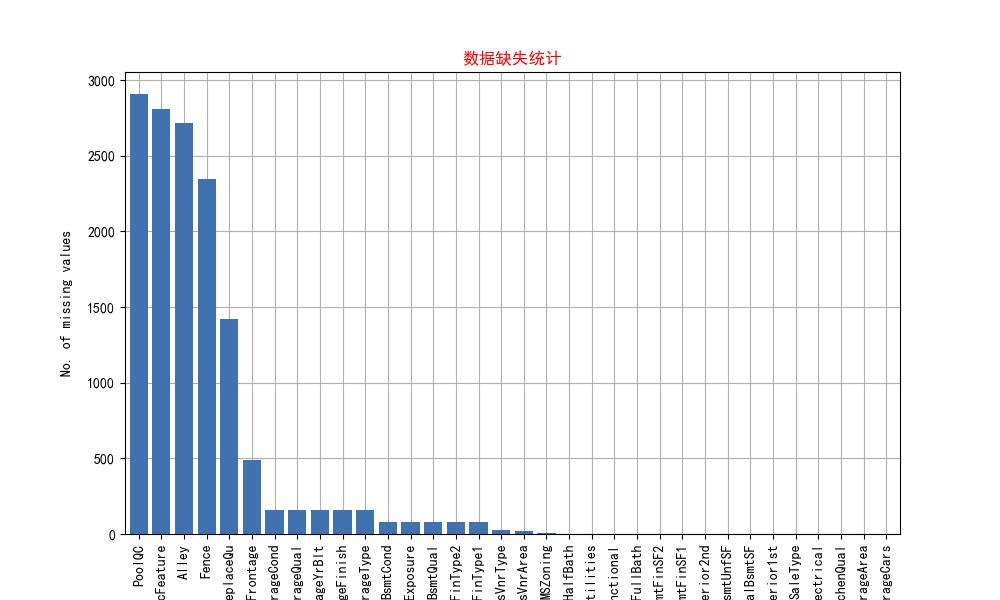 数据缺失统计
No. of missing values
3000
2500
2000
1500
1000
500
0
PoolQC
cFeature
Alley
Fence
eplaceQu
Frontage
rageCond
rageQual
ageYrBlt
geFinish
rageType
BsmtCond
Exposure
BsmtQual
FinType2
FinType1
sVnrType
sVnrArea
MSZoning
HalfBath
tilities
nctional
FullBath
mtFinSF2
mtFinSF1
erior2nd
smtUnfSF
alBsmtSF
erior1st
SaleType
ectrical
chenQual
rageArea
rageCars